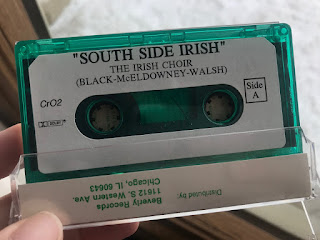 "SOUTH SIDE IRISH"
THE IRISH CHOIR
(BLACK-McELDOWNEY-WALSH)
Side
A
CrO2
Distributed by:
Beverly Records
11612 S. Western Ave.
Chicago, IL 60643